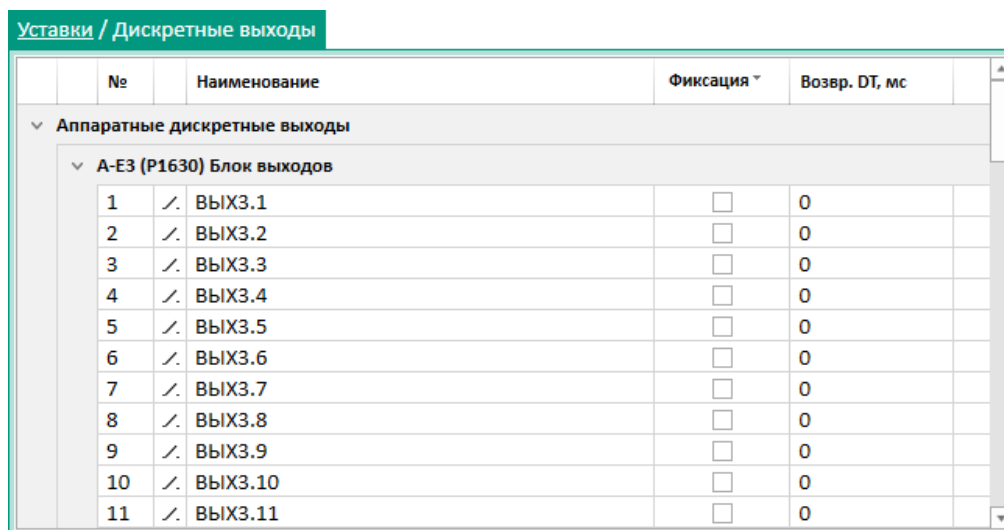 Уставки / Дискретные выходы
№ Наименование Фиксация Возвр. DT, мс
Аппаратные дискретные выходы
A-E3 (P1630) Блок выходов
1 ВЫХ3.1 0
2 ВЫХ3.2 0
3 ВЫХ3.3 0
4 ВЫХ3.4 0
5 ВЫХ3.5 0
6 ВЫХ3.6 0
7 ВЫХ3.7 0
8 ВЫХ3.8 0
9 ВЫХ3.9 0
10 ВЫХ3.10 0
11 ВЫХ3.11 0